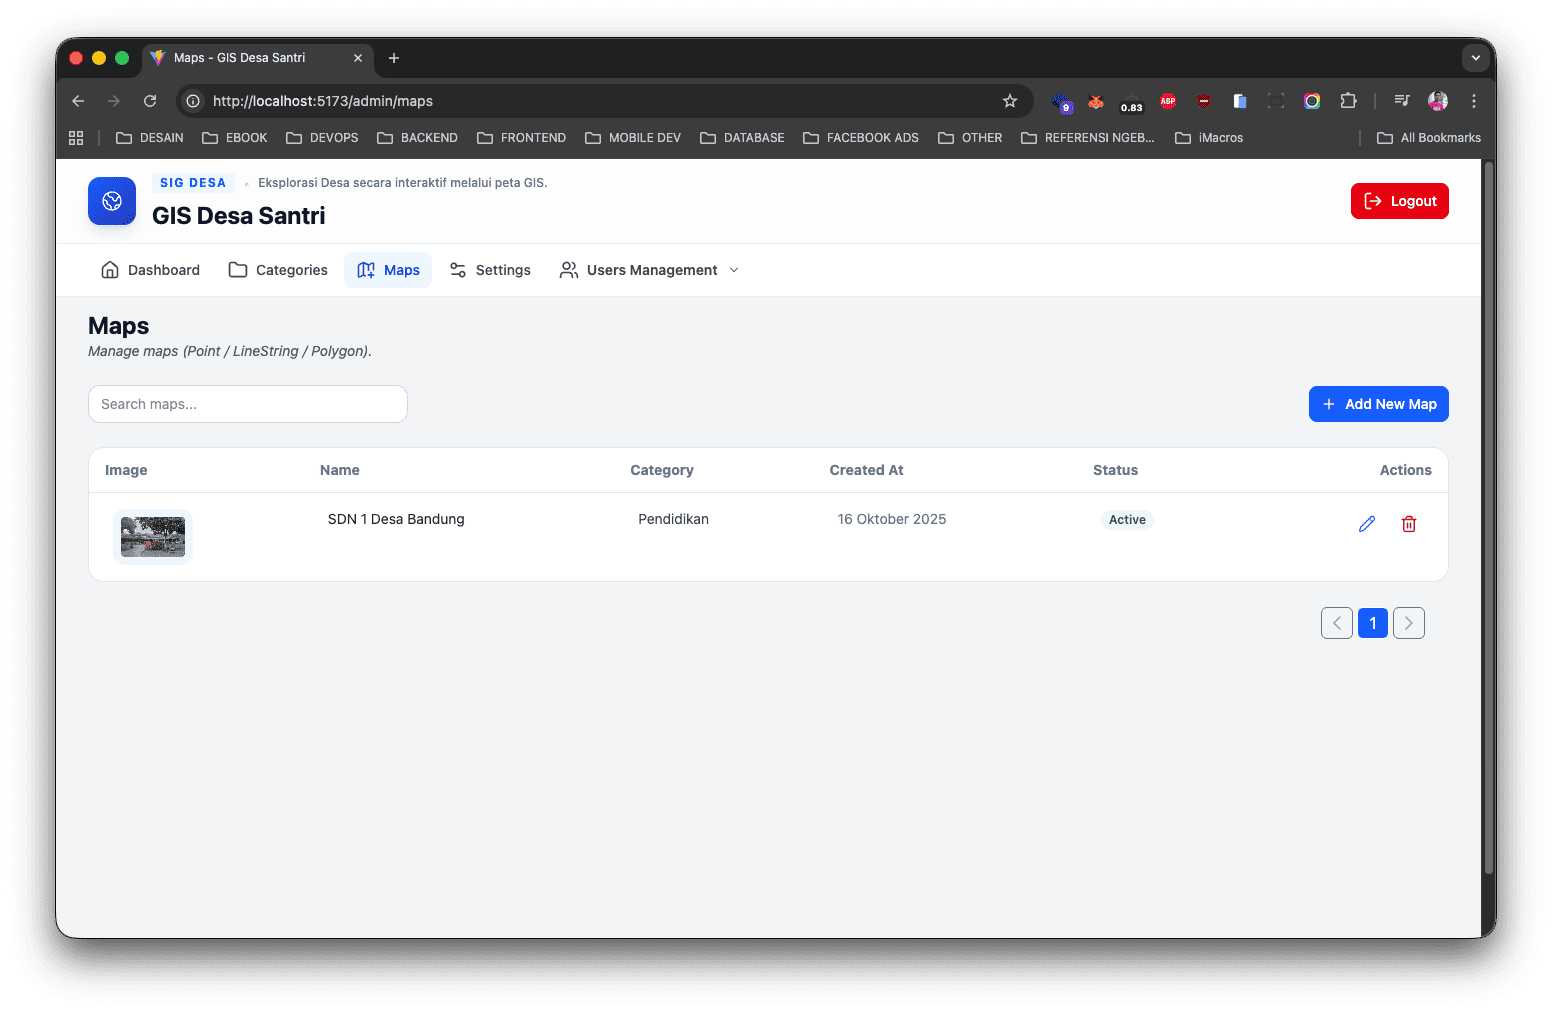 Maps - GIS Desa Santri
http://localhost:5173/admin/maps
9
0.83
ABP
DESAIN
EBOOK
DEVOPS
BACKEND
FRONTEND
MOBILE DEV
DATABASE
FACEBOOK ADS
OTHER
REFERENSI NGEB...
iMacros
All Bookmarks
SIG DESA
Eksplorasi Desa secara interaktif melalui peta GIS.
GIS Desa Santri
Logout
Dashboard
Categories
Maps
Settings
Users Management
Maps
Manage maps (Point / LineString / Polygon).
Search maps...
Add New Map
Image Name Category Created At Status Actions
SDN 1 Desa Bandung Pendidikan 16 Oktober 2025 Active
1